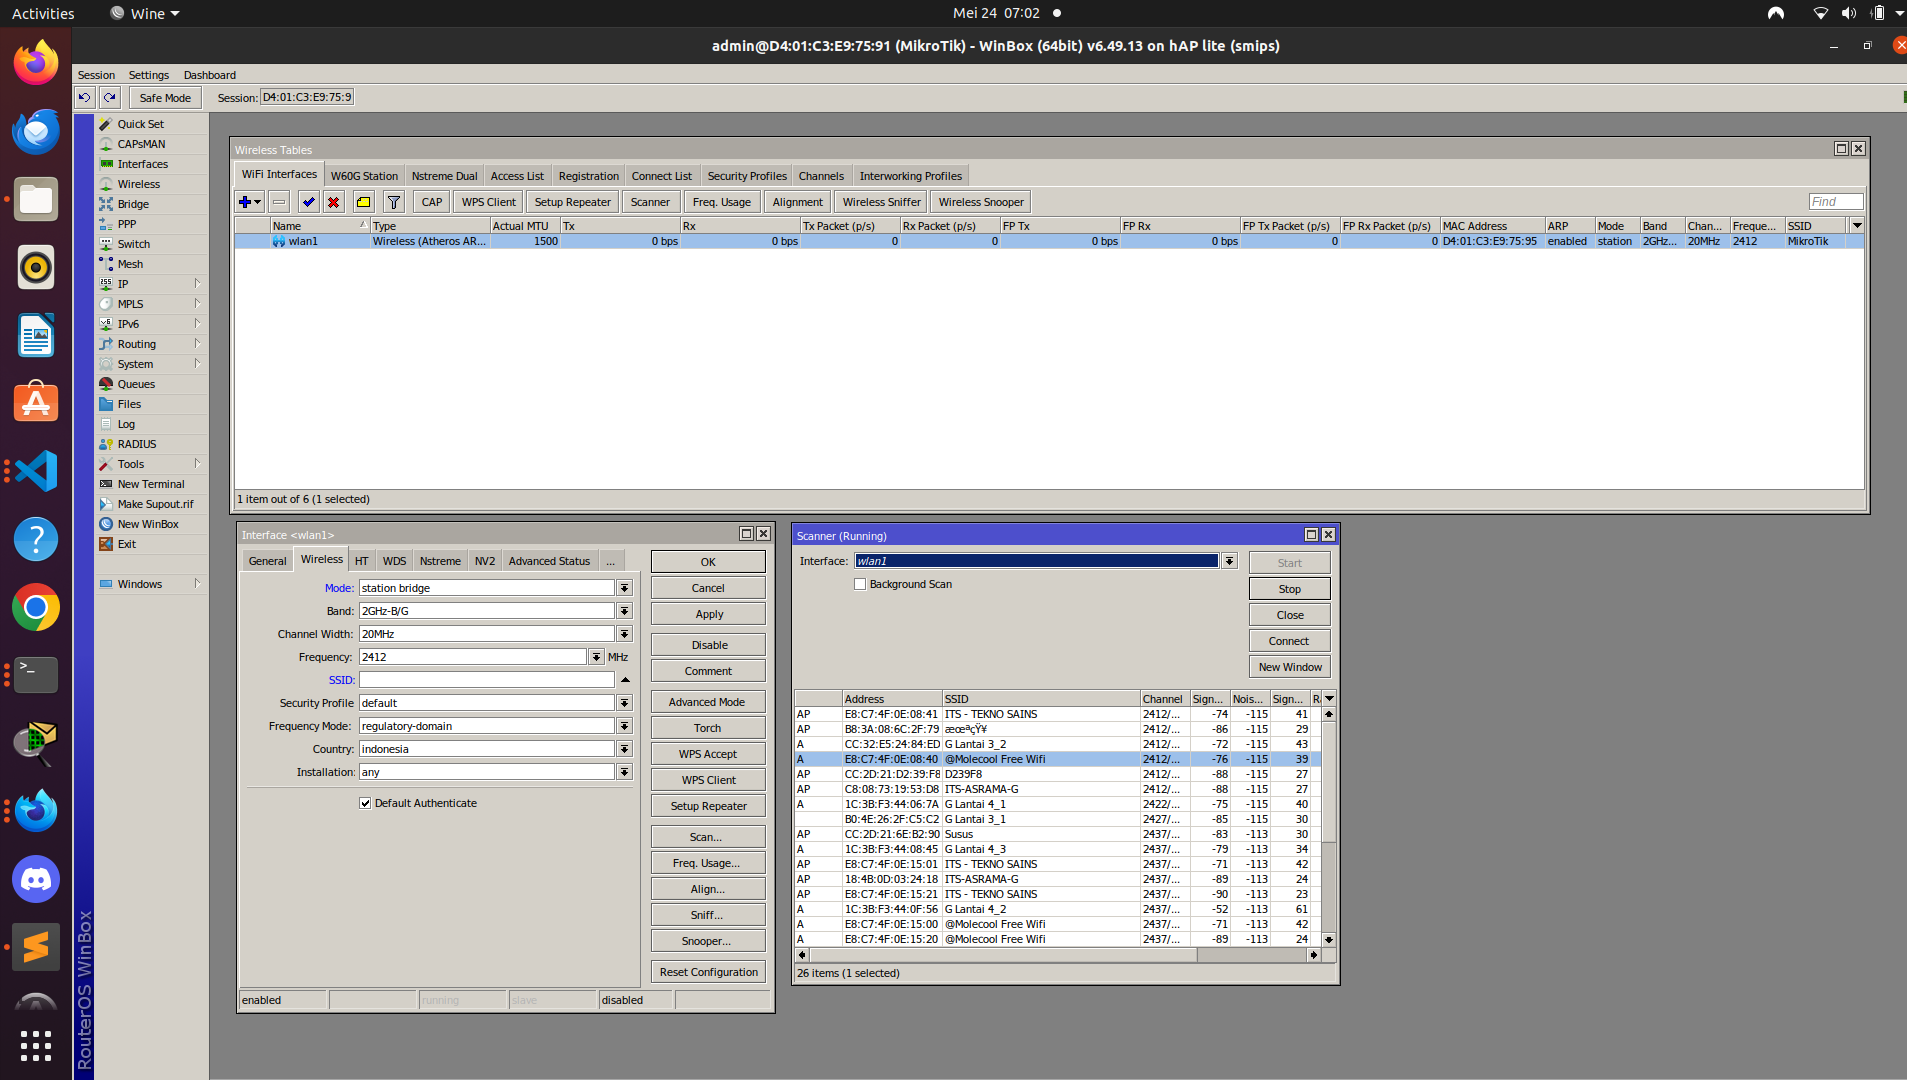 Activities Wine Mei 24 07:02
admin@D4:01:C3:E9:75:91 (MikroTik) - WinBox (64bit) v6.49.13 on hAP lite (smips)
Session Settings Dashboard
Safe Mode Session: D4:01:C3:E9:75:9
Quick Set
CAPsMAN
Interfaces
Wireless
Bridge
PPP
Switch
Mesh
IP
MPLS
IPv6
Routing
System
Queues
Files
Log
RADIUS
Tools
New Terminal
Make Supout.rif
New WinBox
Exit
Windows
RouterOS WinBox
Wireless Tables
WiFi Interfaces W60G Station Nstreme Dual Access List Registration Connect List Security Profiles Channels Interworking Profiles
CAP WPS Client Setup Repeater Scanner Freq. Usage Alignment Wireless Sniffer Wireless Snooper Find
Name Type Actual MTU Tx Rx Tx Packet (p/s) Rx Packet (p/s) FP Tx FP Rx FP Tx Packet (p/s) FP Rx Packet (p/s) MAC Address ARP Mode Band Chan... Freque... SSID
wlan1 Wireless (Atheros AR... 1500 0 bps 0 bps 0 0 0 bps 0 bps 0 0 D4:01:C3:E9:75:95 enabled station 2GHz... 20MHz 2412 MikroTik
1 item out of 6 (1 selected)
Interface <wlan1>
General Wireless HT WDS Nstreme NV2 Advanced Status ...
Mode: station bridge
Band: 2GHz-B/G
Channel Width: 20MHz
Frequency: 2412 MHz
SSID:
Security Profile default
Frequency Mode: regulatory-domain
Country: indonesia
Installation: any
Default Authenticate
OK
Cancel
Apply
Disable
Comment
Advanced Mode
Torch
WPS Accept
WPS Client
Setup Repeater
Scan...
Freq. Usage...
Align...
Sniff...
Snooper...
Reset Configuration
enabled running slave disabled
Scanner (Running)
Interface: wlan1
Background Scan
Start
Stop
Close
Connect
New Window
Address SSID Channel Sign... Nois... Sign...
AP E8:C7:4F:0E:08:41 ITS - TEKNO SAINS 2412/... -74 -115 41
AP B8:3A:08:6C:2F:79 æœªçŸ¥ 2412/... -86 -115 29
A CC:32:E5:24:84:ED G Lantai 3_2 2412/... -72 -115 43
A E8:C7:4F:0E:08:40 @Molecool Free Wifi 2412/... -76 -115 39
AP CC:2D:21:D2:39:F8 D239F8 2412/... -88 -115 27
AP C8:08:73:19:53:D8 ITS-ASRAMA-G 2412/... -88 -115 27
A 1C:3B:F3:44:06:7A G Lantai 4_1 2422/... -75 -115 40
B0:4E:26:2F:C5:C2 G Lantai 3_1 2427/... -85 -115 30
AP CC:2D:21:6E:B2:90 Susus 2437/... -83 -113 30
A 1C:3B:F3:44:08:45 G Lantai 4_3 2437/... -79 -113 34
AP E8:C7:4F:0E:15:01 ITS - TEKNO SAINS 2437/... -71 -113 42
AP 18:4B:0D:03:24:18 ITS-ASRAMA-G 2437/... -89 -113 24
AP E8:C7:4F:0E:15:21 ITS - TEKNO SAINS 2437/... -90 -113 23
A 1C:3B:F3:44:0F:56 G Lantai 4_2 2437/... -52 -113 61
A E8:C7:4F:0E:15:00 @Molecool Free Wifi 2437/... -71 -113 42
A E8:C7:4F:0E:15:20 @Molecool Free Wifi 2437/... -89 -113 24
26 items (1 selected)